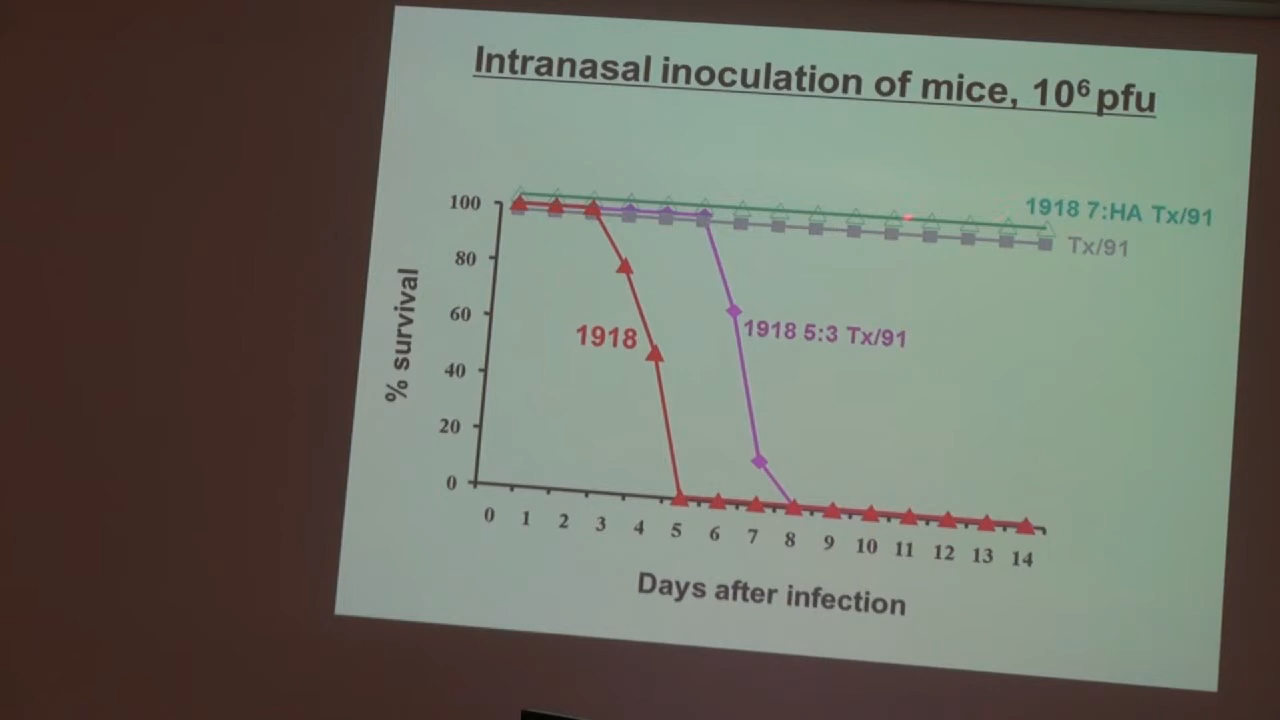 Intranasal inoculation of mice, 10⁶ pfu
100
80
60
40
20
0
% survival
1918 7:HA Tx/91
Tx/91
1918
1918 5:3 Tx/91
0 1 2 3 4 5 6 7 8 9 10 11 12 13 14
Days after infection